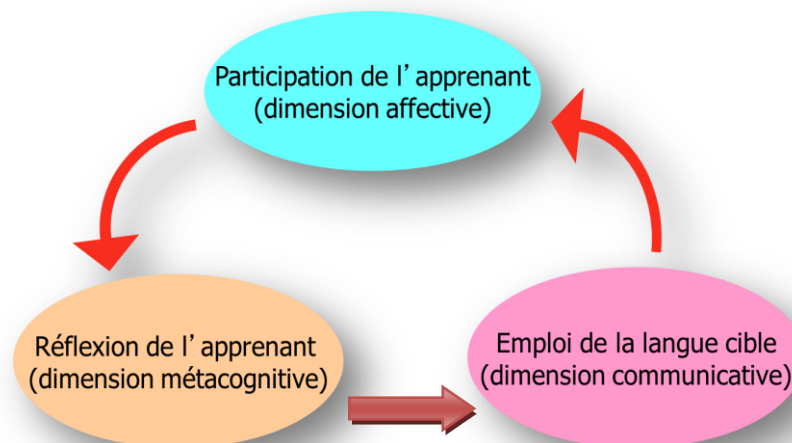 Participation de l'apprenant
(dimension affective)
Réflexion de l'apprenant
(dimension métacognitive)
Emploi de la langue cible
(dimension communicative)